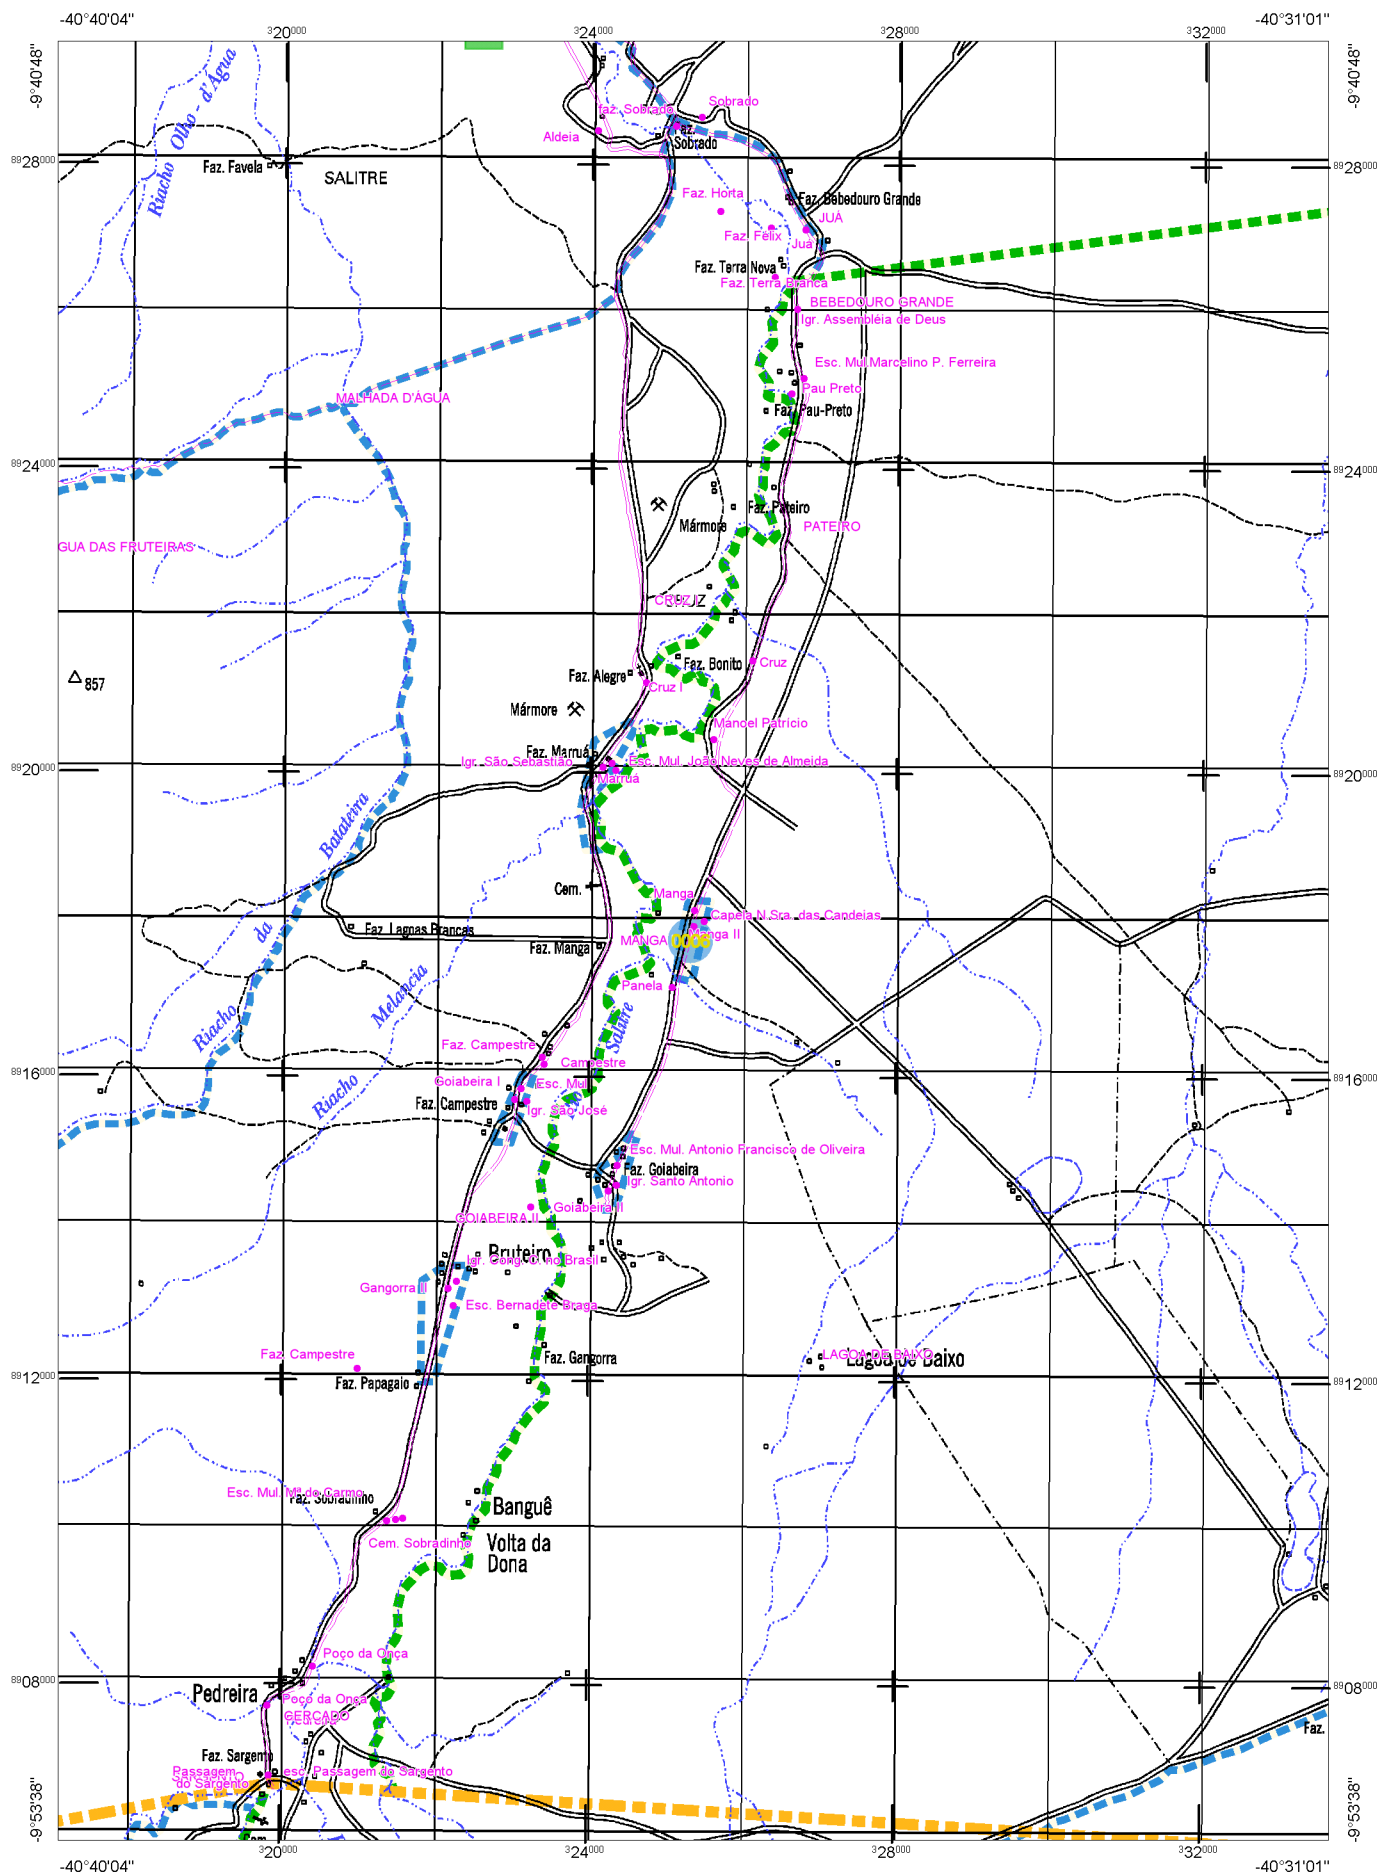 -40°40'04"
-40°31'01"
320000
324000
328000
332000
-9°40'48"
-9°40'48"
Riacho Olho - d'Água
Sobrado
faz. Sobrado
Aldeia
Faz. Sobrado
8928000
8928000
Faz. Favela
SALITRE
Faz. Horta
Faz. Bebedouro Grande
JUÁ
Faz. Félix
Juá
Faz. Terra Nova
Faz. Terra Branca
BEBEDOURO GRANDE
Igr. Assembléia de Deus
Esc. Mul.Marcelino P. Ferreira
Pau Preto
MALHADA D'ÁGUA
Faz. Pau-Preto
8924000
8924000
Faz. Pateiro
Mármore
PATEIRO
GUA DAS FRUTEIRAS
CRUZ I
CRUZ
Faz. Bonito
Cruz
Faz. Alegre
Cruz I
857
Mármore
Manoel Patrício
Faz. Marruá
Igr. São Sebastião
Esc. Mul. João Neves de Almeida
Marruá
8920000
8920000
Riacho da Bataleira
Cem.
Manga
Capela N.Sra. das Candeias
Faz. Lagoas Brancas
Manga II
MANGA
0006
Faz. Manga
Panela
Riacho Melancia
Rio Salitre
Faz. Campestre
Campestre
8916000
8916000
Goiabeira I
Esc. Mul.
Faz. Campestre
Igr. São José
Esc. Mul. Antonio Francisco de Oliveira
Faz. Goiabeira
Igr. Santo Antonio
Goiabeira II
GOIABEIRA II
Bruteiro
Igr. Cong. C. no Brasil
Gangorra II
Esc. Bernadete Braga
Faz. Campestre
Faz. Gangorra
LAGOA DE BAIXO
Lagoa de Baixo
8912000
8912000
Faz. Papagaio
Esc. Mul. Mª do Carmo
Faz. Sobradinho
Banguê
Cem. Sobradinho
Volta da
Dona
Poço da Onça
8908000
8908000
Pedreira
Poço da Onça
GERCADO
Faz.
Faz. Sargento
Passagem
do Sargento
esc. Passagem do Sargento
-9°53'38"
-9°53'38"
Cem.
320000
324000
328000
332000
-40°40'04"
-40°31'01"